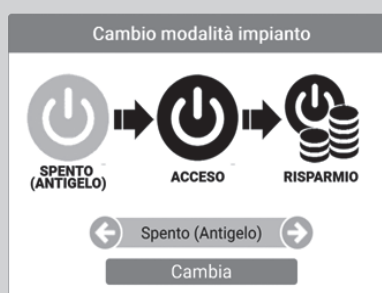 Cambio modalità impianto
SPENTO
(ANTIGELO)
ACCESO
RISPARMIO
Spento (Antigelo)
Cambia